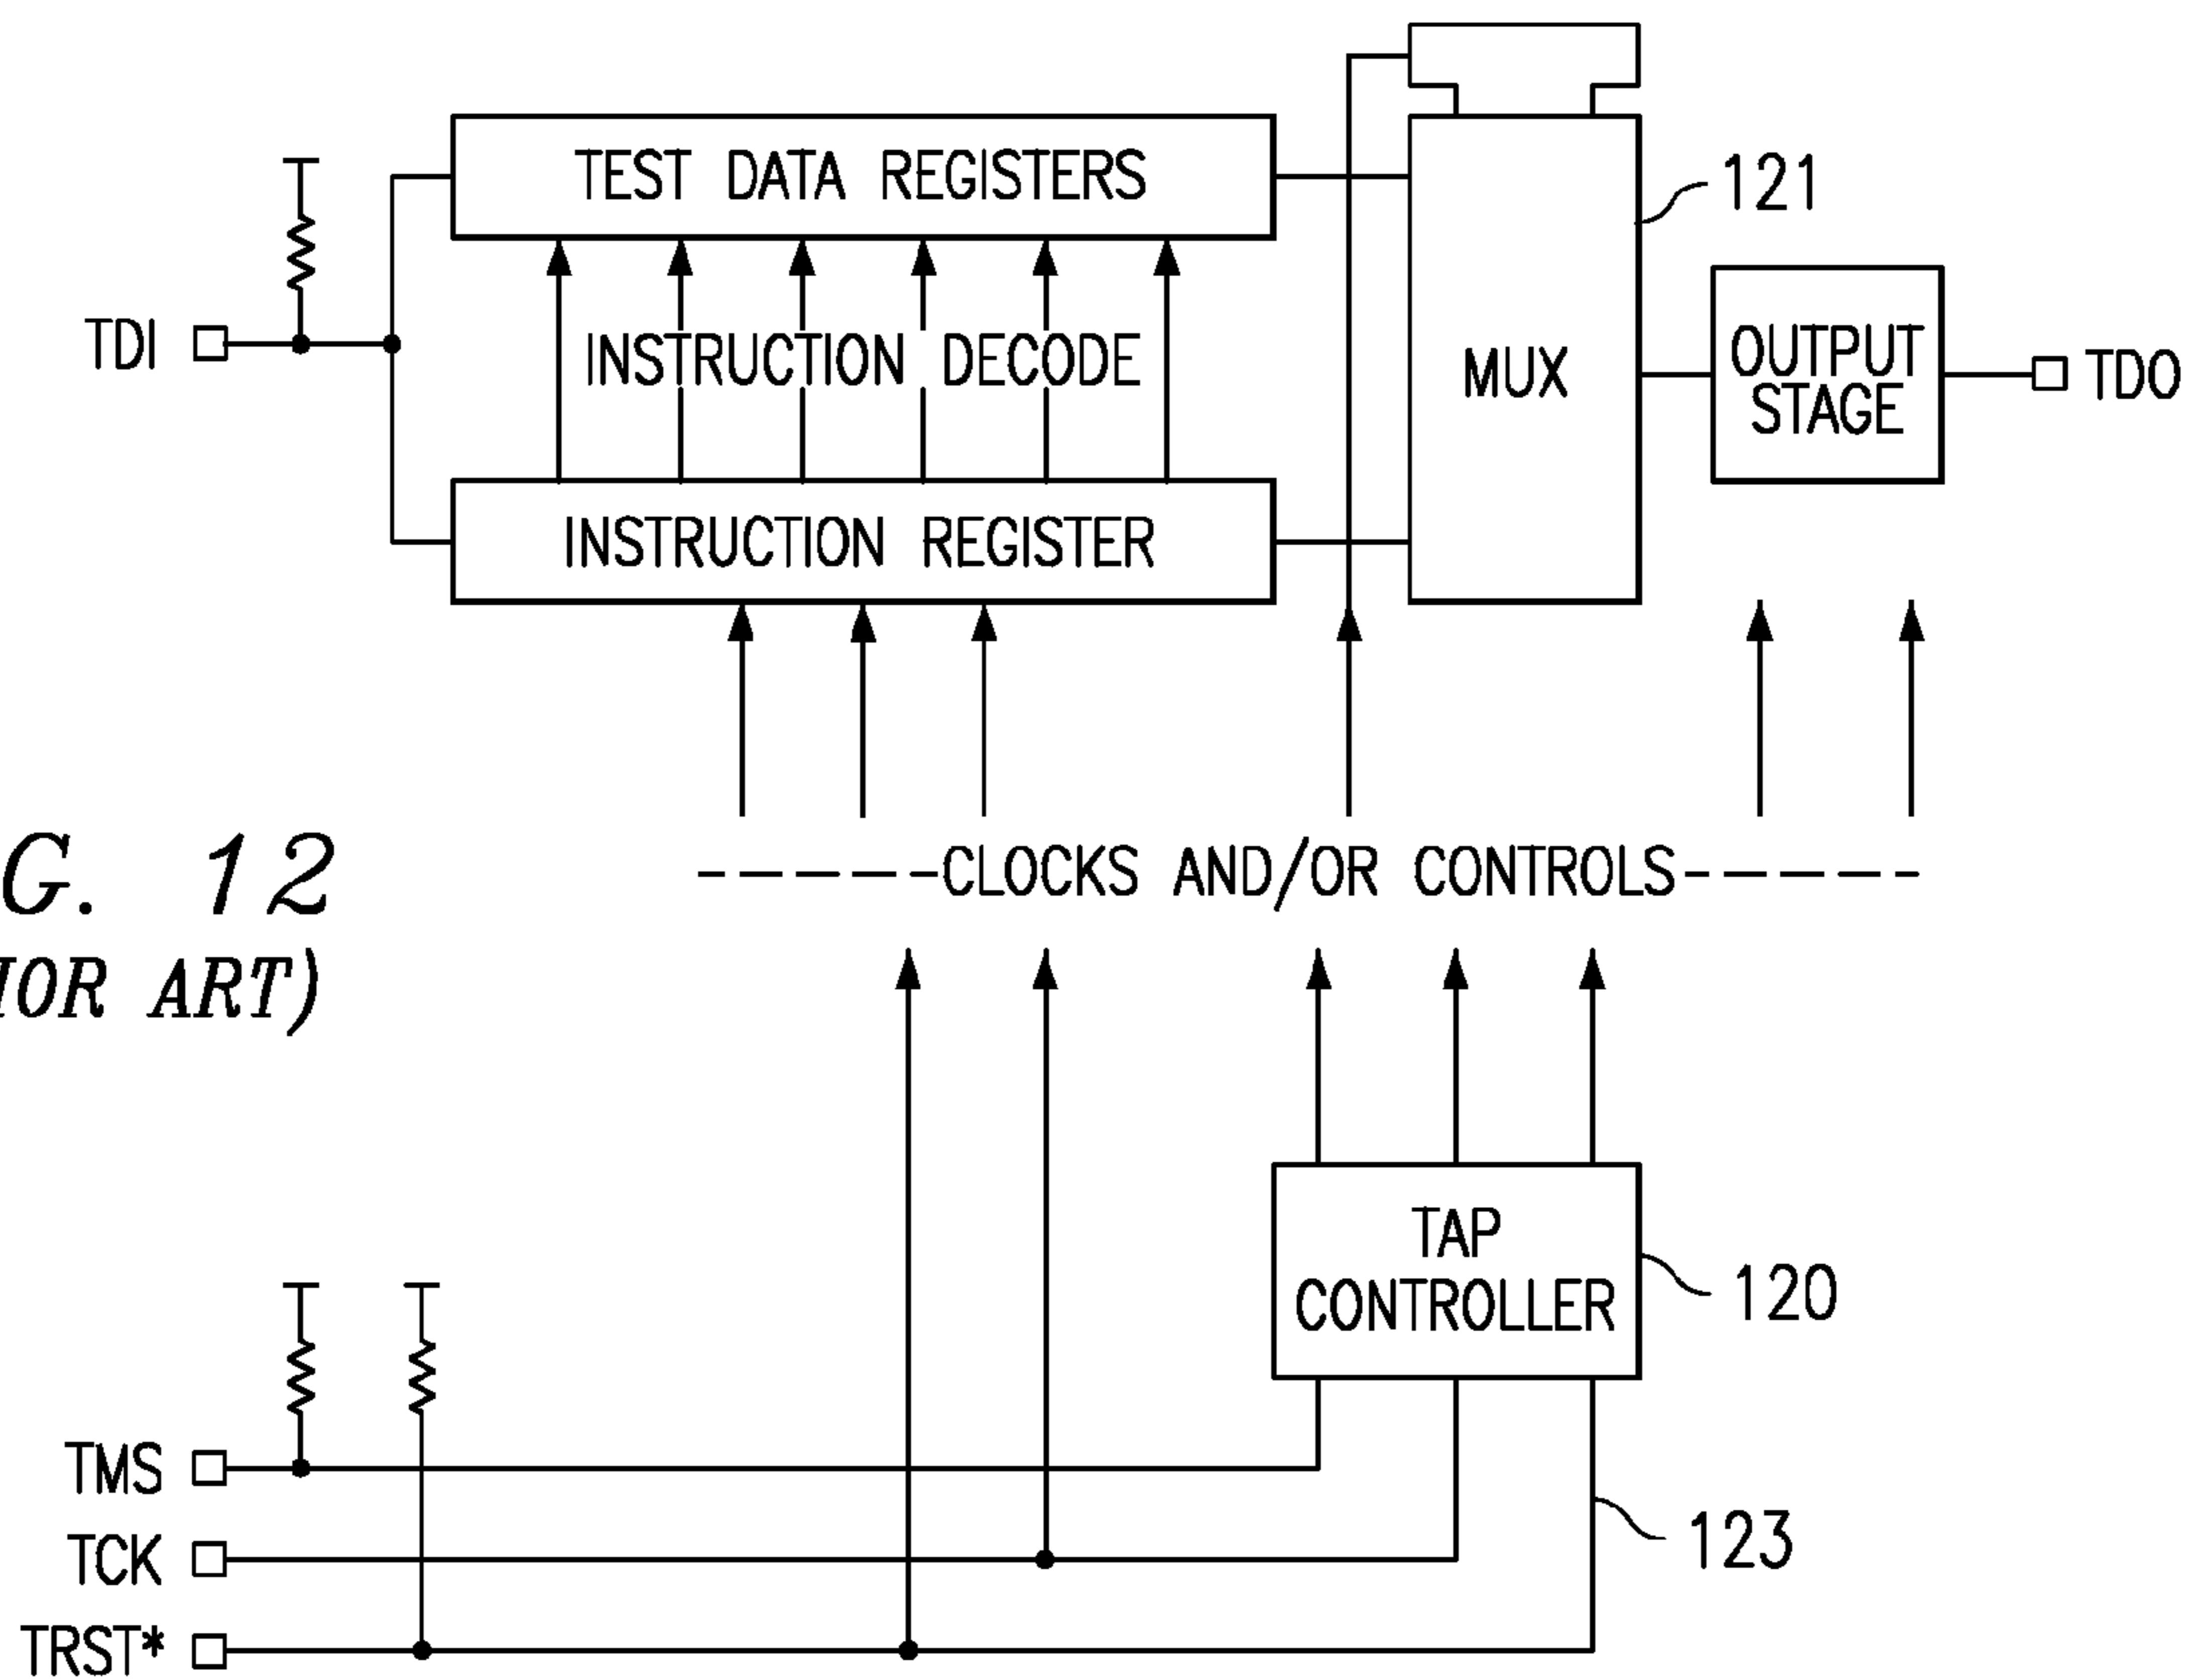 TEST DATA REGISTERS
121
TDI
INSTRUCTION DECODE
MUX
OUTPUT
STAGE
TDO
INSTRUCTION REGISTER
CLOCKS AND/OR CONTROLS
G. 12
IOR ART)
TAP
CONTROLLER
120
TMS
TCK
123
TRST*